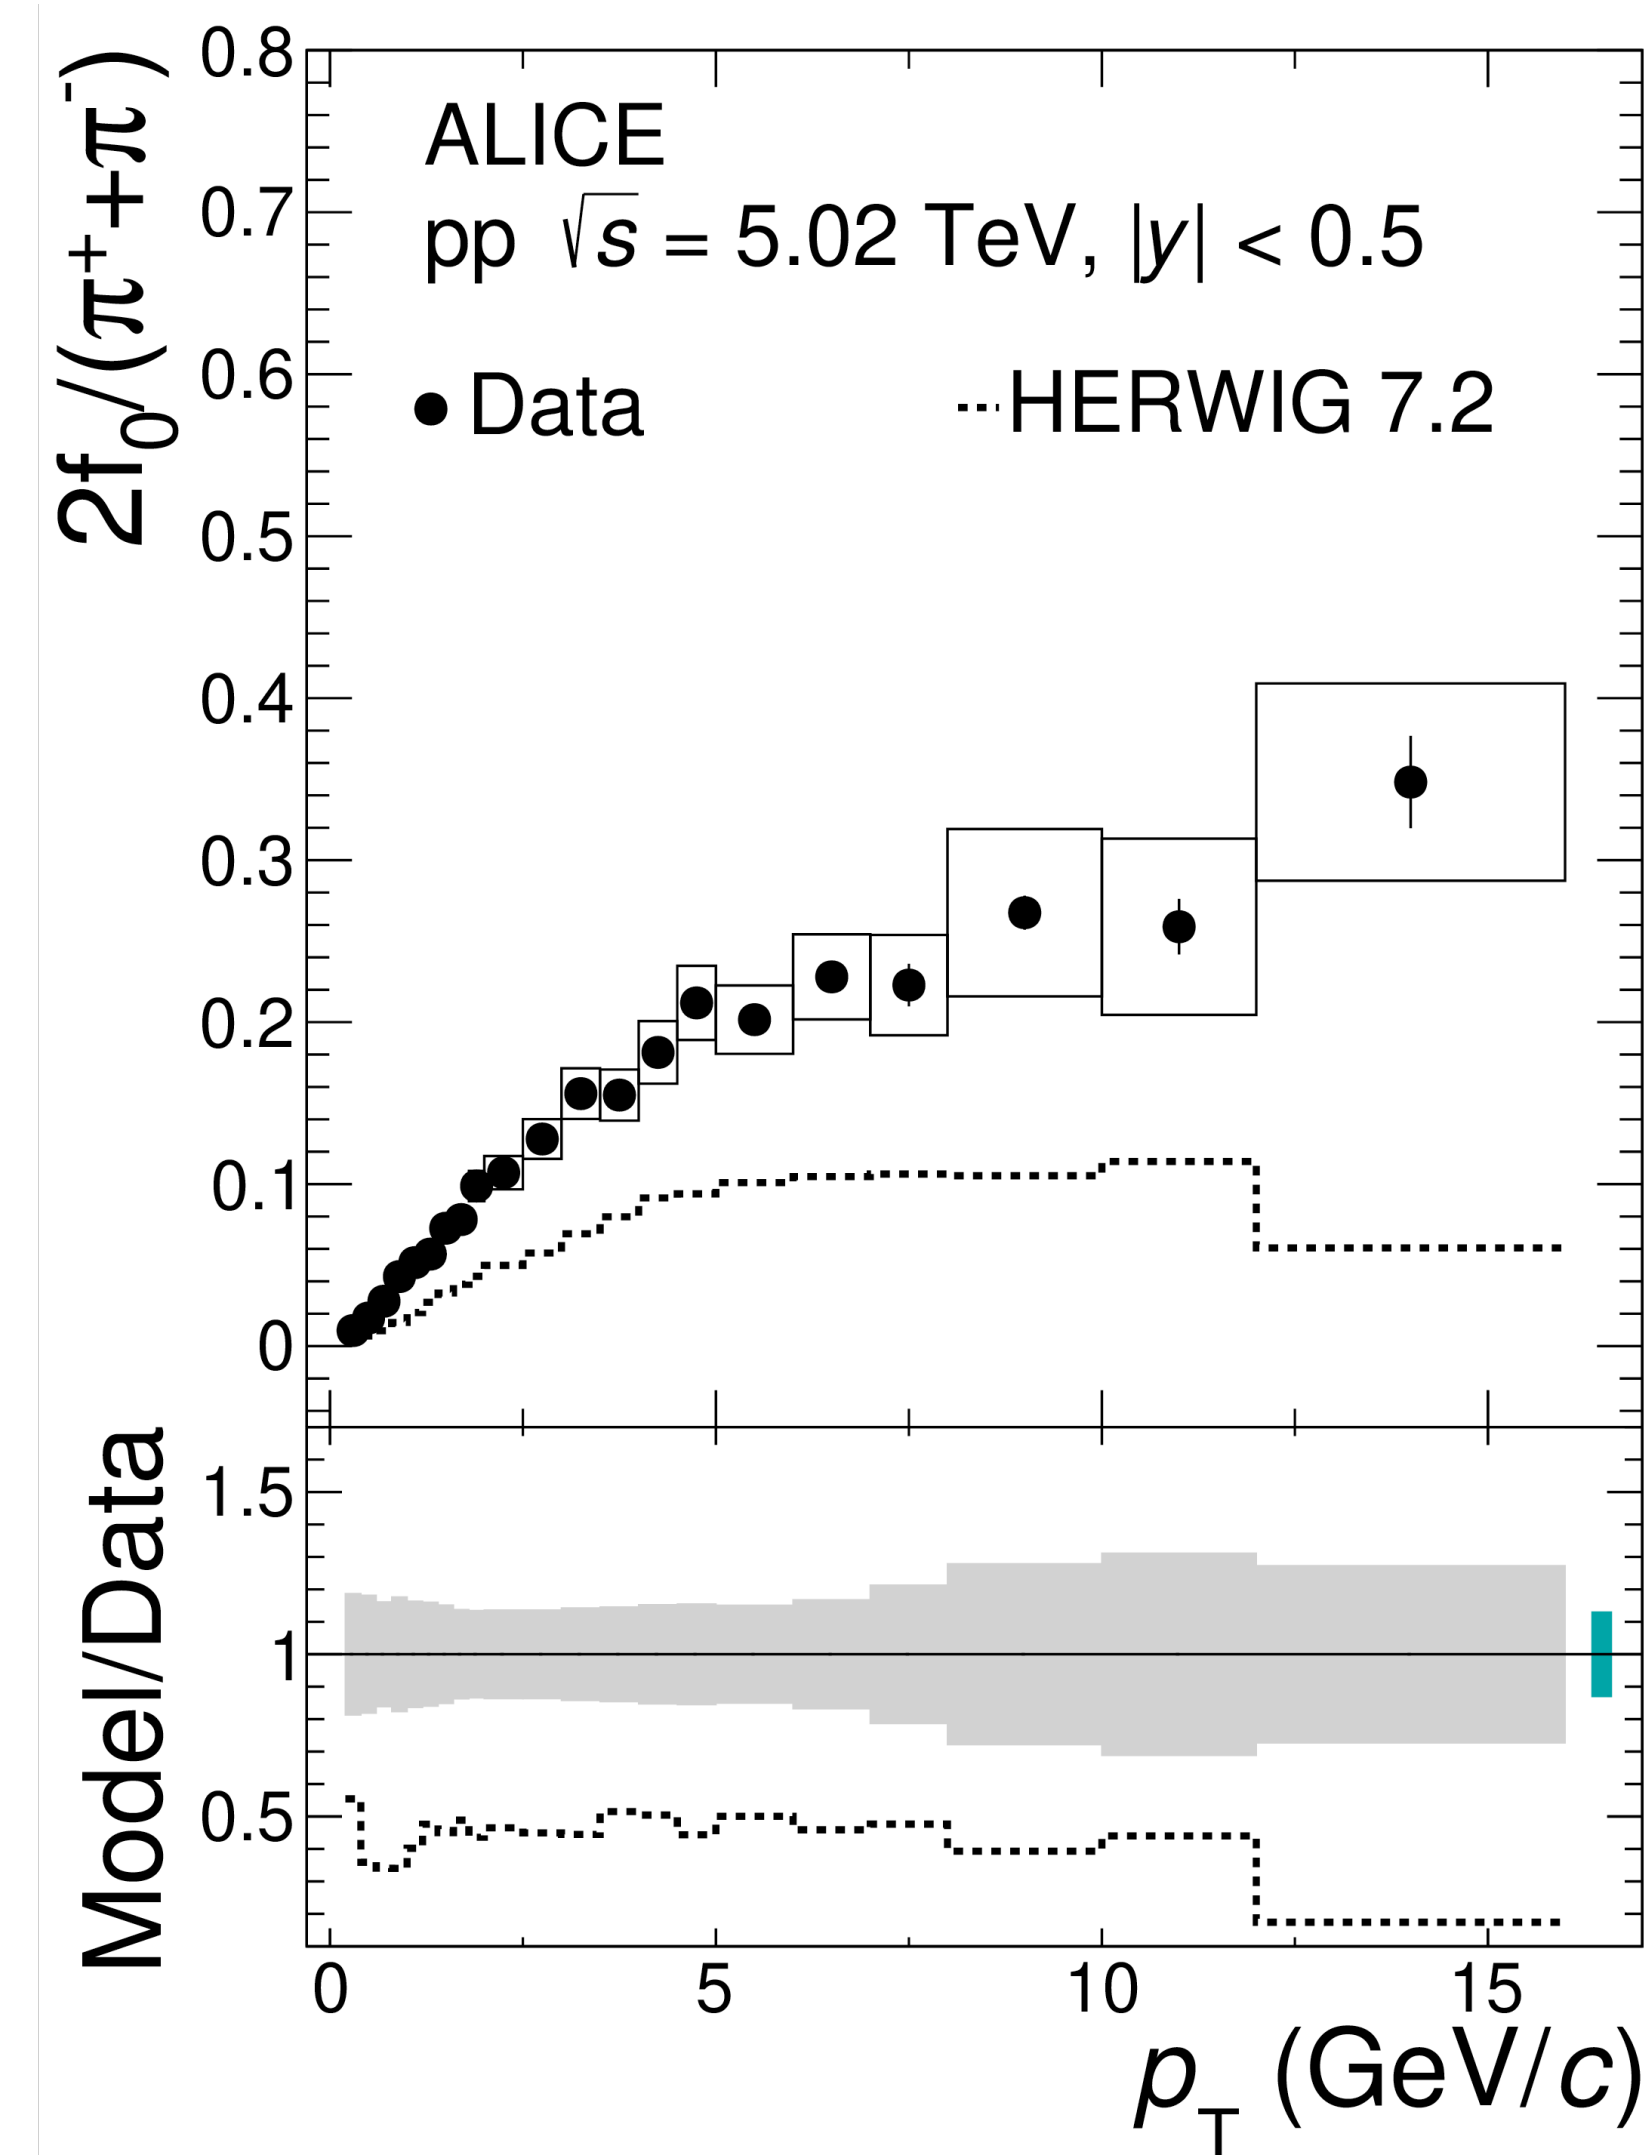 2f₀/(π⁺+π⁻)
0.8
0.7
0.6
0.5
0.4
0.3
0.2
0.1
0
ALICE
pp √s = 5.02 TeV, |y| < 0.5
Data
HERWIG 7.2
Model/Data
1.5
1
0.5
0 5 10 15
p_T (GeV/c)